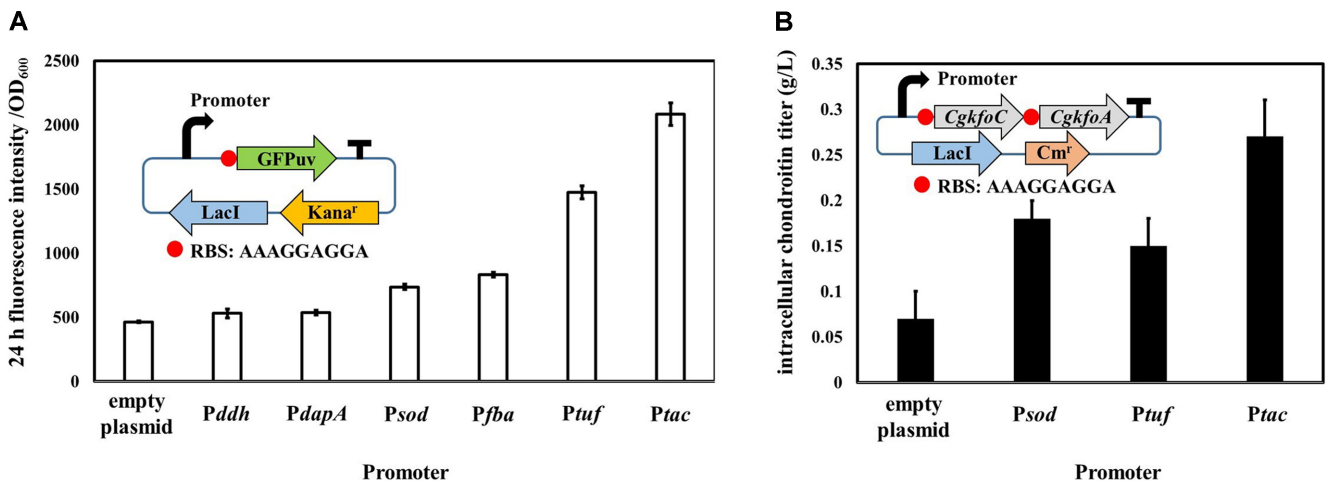 A
24 h fluorescence intensity /OD600
2500
2000
1500
1000
500
0
Promoter
GFPuv
LacI
Kanaʳ
RBS: AAAGGAGGA
empty plasmid
Pddh
PdapA
Psod
Pfba
Ptuf
Ptac
Promoter
B
intracellular chondroitin titer (g/L)
0.35
0.3
0.25
0.2
0.15
0.1
0.05
0
Promoter
CgkfoC
CgkfoA
LacI
Cmʳ
RBS: AAAGGAGGA
empty plasmid
Psod
Ptuf
Ptac
Promoter